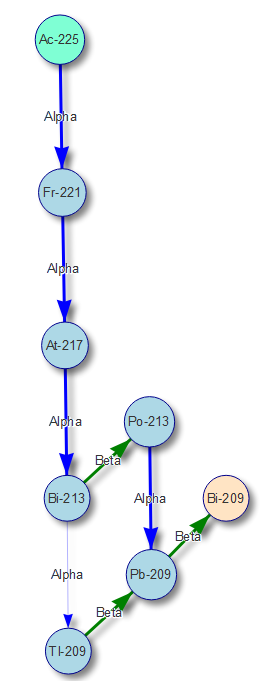 Ac-225
Alpha
Fr-221
Alpha
At-217
Alpha
Po-213
Beta
Bi-213
Alpha
Bi-209
Beta
Alpha
Pb-209
Beta
Tl-209